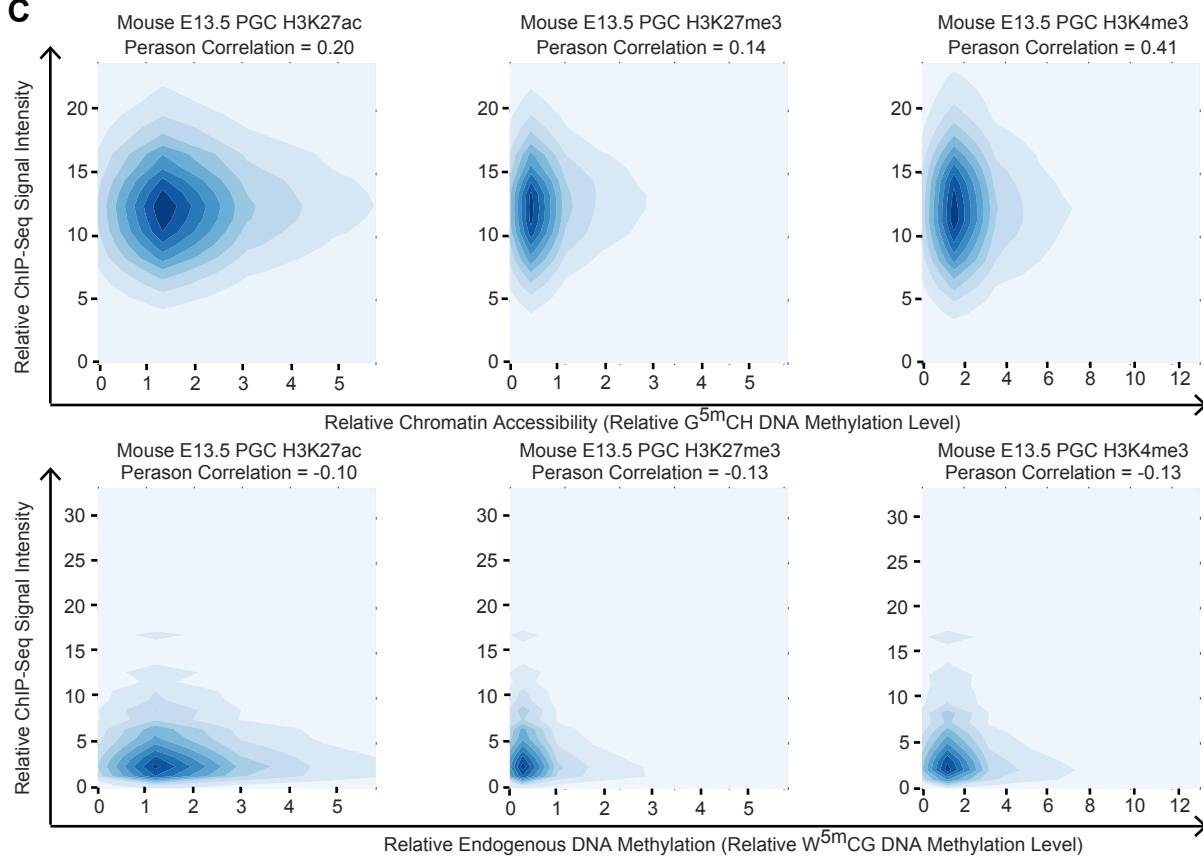 C
Mouse E13.5 PGC H3K27ac
Perason Correlation = 0.20
Mouse E13.5 PGC H3K27me3
Perason Correlation = 0.14
Mouse E13.5 PGC H3K4me3
Perason Correlation = 0.41
Relative ChIP-Seq Signal Intensity
20
15
10
5
0
0 1 2 3 4 5
20
15
10
5
0
0 1 2 3 4 5
20
15
10
5
0
0 2 4 6 8 10 12
Relative Chromatin Accessibility (Relative G5mCH DNA Methylation Level)
Mouse E13.5 PGC H3K27ac
Perason Correlation = -0.10
Mouse E13.5 PGC H3K27me3
Perason Correlation = -0.13
Mouse E13.5 PGC H3K4me3
Perason Correlation = -0.13
Relative ChIP-Seq Signal Intensity
30
25
20
15
10
5
0
0 1 2 3 4 5
30
25
20
15
10
5
0
0 1 2 3 4 5
30
25
20
15
10
5
0
0 2 4 6 8 10 12
Relative Endogenous DNA Methylation (Relative W5mCG DNA Methylation Level)